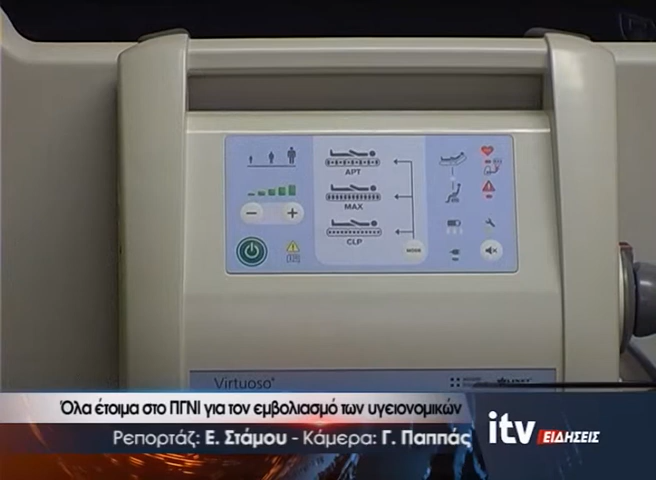 APT
MAX
CLP
MODE
Virtuoso®
Όλα έτοιμα στο ΠΓΝΙ για τον εμβολιασμό των υγειονομικών
Ρεπορτάζ: Ε. Στάμου - Κάμερα: Γ. Παππάς
itv ΕΙΔΗΣΕΙΣ